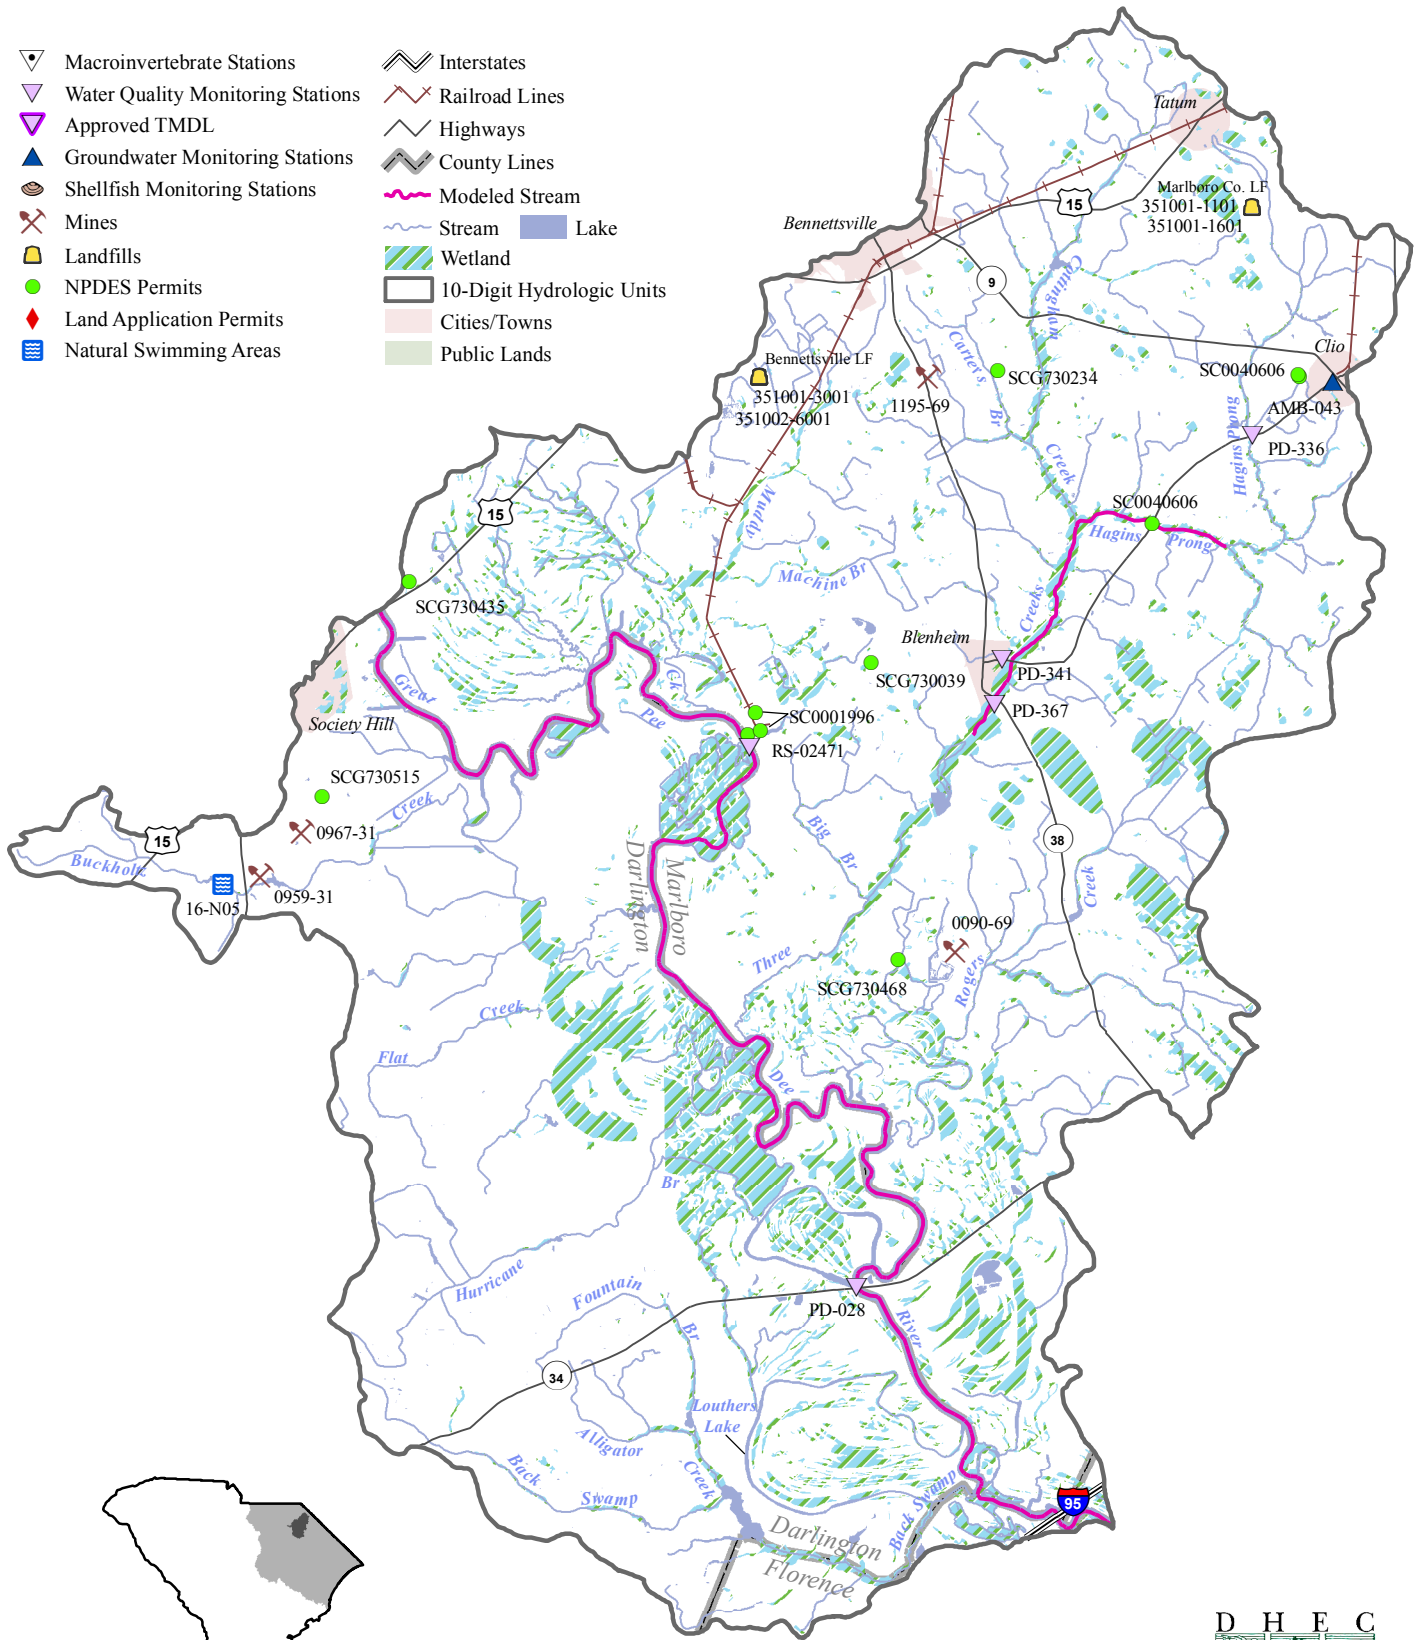 Macroinvertebrate Stations
Water Quality Monitoring Stations
Approved TMDL
Groundwater Monitoring Stations
Shellfish Monitoring Stations
Mines
Landfills
NPDES Permits
Land Application Permits
Natural Swimming Areas
Interstates
Railroad Lines
Highways
County Lines
Modeled Stream
Stream
Lake
Wetland
10-Digit Hydrologic Units
Cities/Towns
Public Lands
Tatum
15
Marlboro Co. LF
351001-1101
351001-1601
Bennettsville
9
Cottingham
Creek
Clio
Bennettsville LF
351001-3001
351002-6001
1195-69
Carters
Br
SCG730234
SC0040606
AMB-043
PD-336
Hagins Prong
SC0040606
Hagins
Prong
15
Muddy
Machine Br
Creeks
SCG730435
Blenheim
PD-341
PD-367
SCG730039
SC0001996
RS-02471
Great
Ck
Pee
Society Hill
SCG730515
Creek
0967-31
15
Buckholtz
16-N05
0959-31
Big
Br
38
Creek
Marlboro
Darlington
0090-69
Three
SCG730468
Rogers
Creek
Flat
Dee
Br
Hurricane
Fountain
PD-028
River
Br
34
Louthers
Lake
Alligator
Back
Swamp
Creek
Back Swamp
95
Darlington
Florence
D H E C